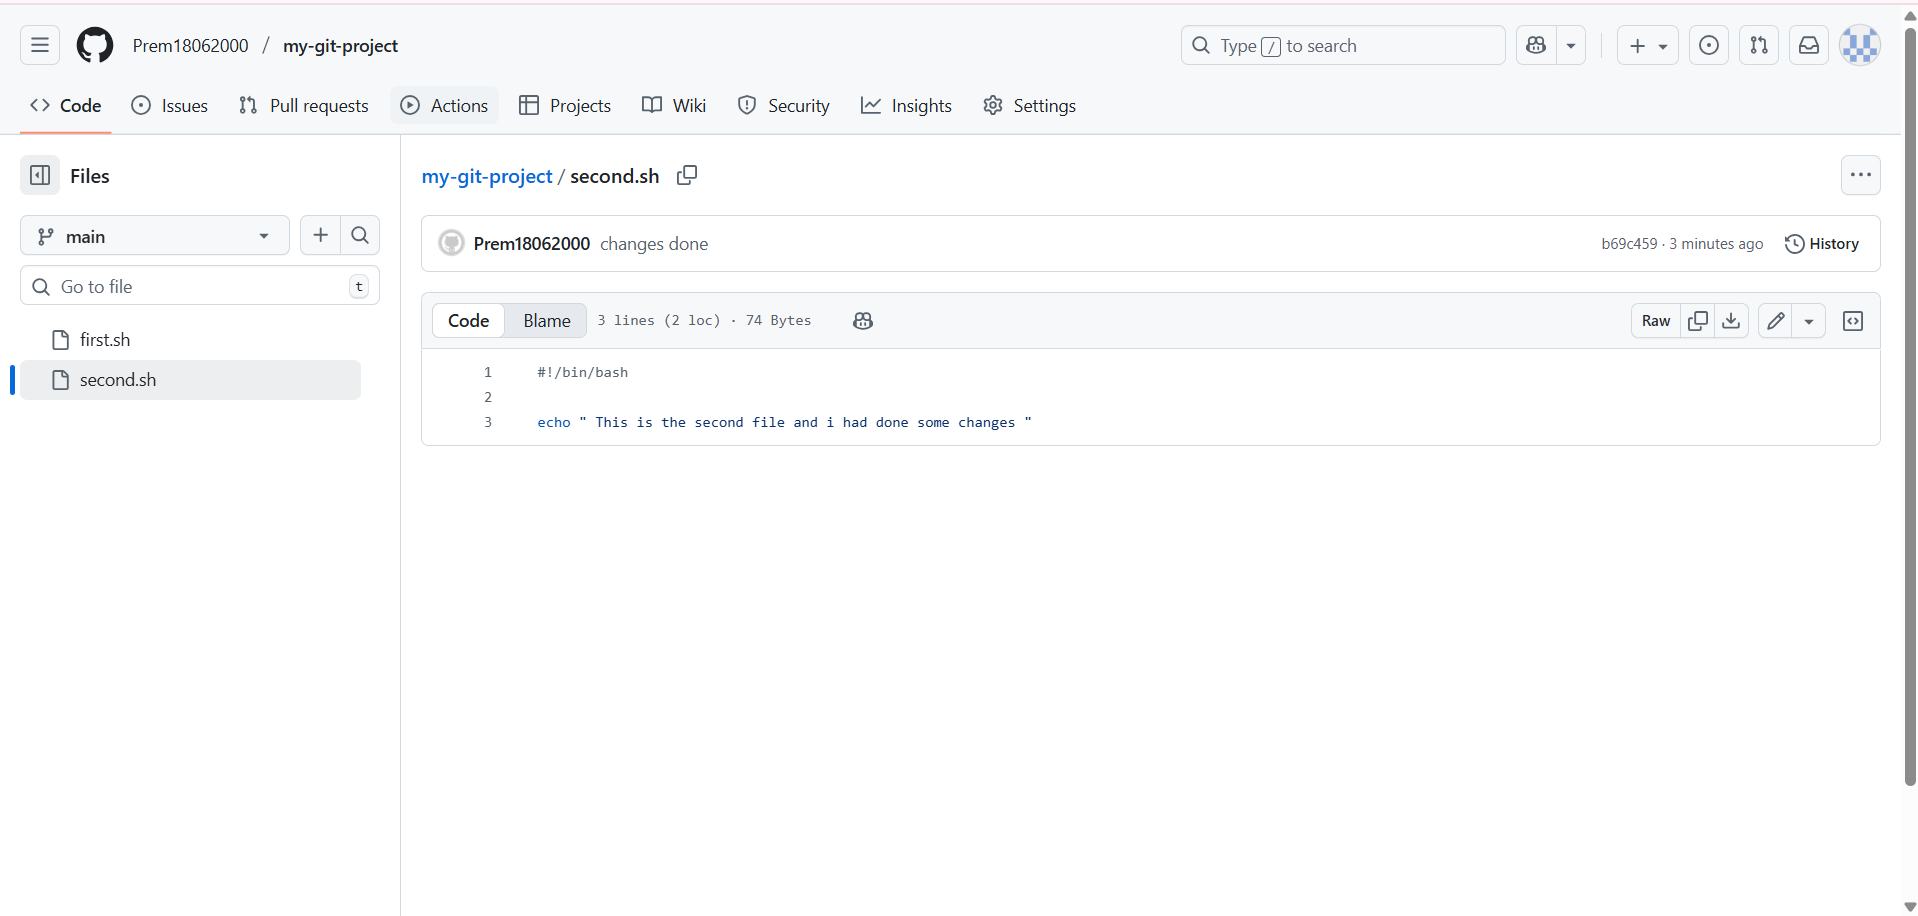 Prem18062000 / my-git-project
Type / to search
Code Issues Pull requests Actions Projects Wiki Security Insights Settings
Files
main
Go to file t
first.sh
second.sh
my-git-project / second.sh
Prem18062000 changes done b69c459 · 3 minutes ago History
Code Blame 3 lines (2 loc) · 74 Bytes Raw
1 #!/bin/bash
2
3 echo " This is the second file and i had done some changes "